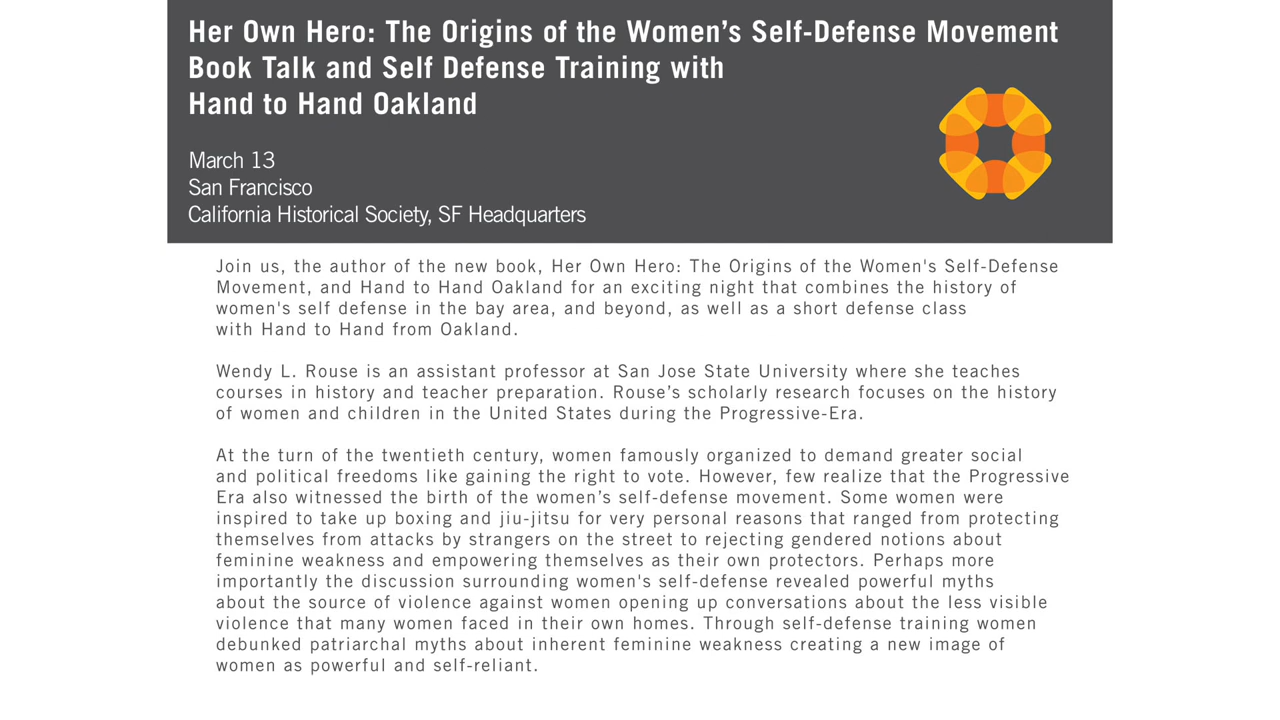 Her Own Hero: The Origins of the Women’s Self-Defense Movement
Book Talk and Self Defense Training with
Hand to Hand Oakland
March 13
San Francisco
California Historical Society, SF Headquarters
Join us, the author of the new book, Her Own Hero: The Origins of the Women's Self-Defense
Movement, and Hand to Hand Oakland for an exciting night that combines the history of
women's self defense in the bay area, and beyond, as well as a short defense class
with Hand to Hand from Oakland.
Wendy L. Rouse is an assistant professor at San Jose State University where she teaches
courses in history and teacher preparation. Rouse’s scholarly research focuses on the history
of women and children in the United States during the Progressive-Era.
At the turn of the twentieth century, women famously organized to demand greater social
and political freedoms like gaining the right to vote. However, few realize that the Progressive
Era also witnessed the birth of the women’s self-defense movement. Some women were
inspired to take up boxing and jiu-jitsu for very personal reasons that ranged from protecting
themselves from attacks by strangers on the street to rejecting gendered notions about
feminine weakness and empowering themselves as their own protectors. Perhaps more
importantly the discussion surrounding women's self-defense revealed powerful myths
about the source of violence against women opening up conversations about the less visible
violence that many women faced in their own homes. Through self-defense training women
debunked patriarchal myths about inherent feminine weakness creating a new image of
women as powerful and self-reliant.